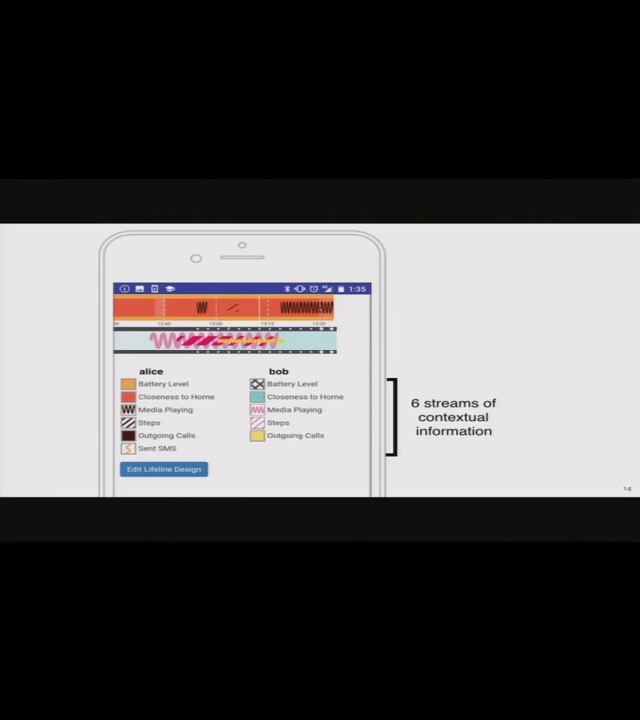 1:35
12:45 13:00 13:15 13:30
alice bob
Battery Level Battery Level
Closeness to Home Closeness to Home
Media Playing Media Playing
Steps Steps
Outgoing Calls Outgoing Calls
Sent SMS
Edit Lifeline Design
6 streams of
contextual
information
14